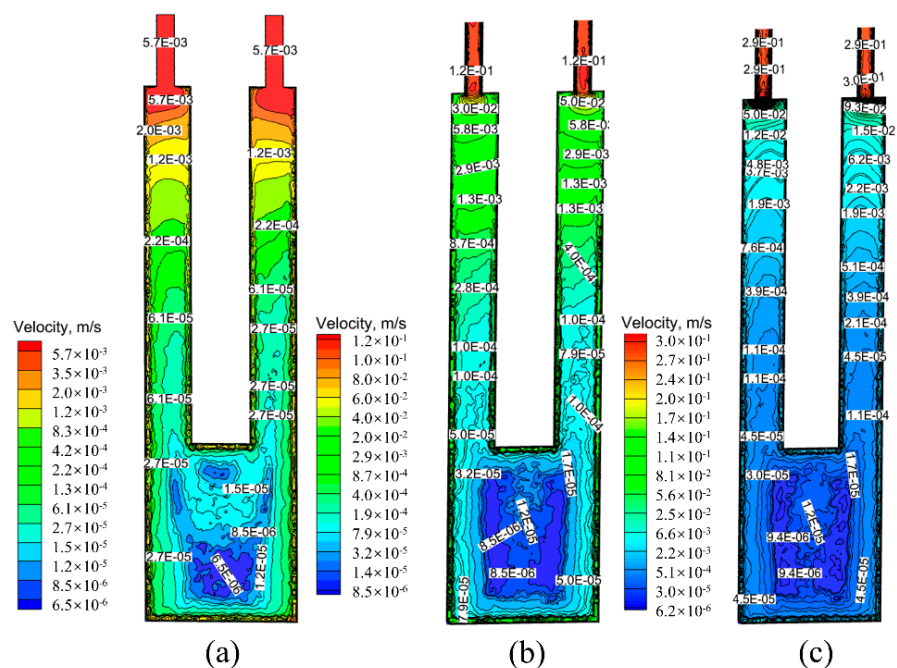 5.7E-03
5.7E-03
5.7E-03
5.7E-03
2.0E-03
1.2E-03
1.2E-03
2.2E-04
2.2E-04
6.1E-05
6.1E-05
2.7E-05
6.1E-05
2.7E-05
2.7E-05
2.7E-05
1.5E-05
8.5E-06
2.7E-05
6.5E-06
1.2E-05
Velocity, m/s
5.7×10⁻³
3.5×10⁻³
2.0×10⁻³
1.2×10⁻³
8.3×10⁻⁴
4.2×10⁻⁴
2.2×10⁻⁴
1.3×10⁻⁴
6.1×10⁻⁵
2.7×10⁻⁵
1.5×10⁻⁵
8.5×10⁻⁶
6.5×10⁻⁶
(a)
1.2E-01
1.2E-01
3.0E-02
5.0E-02
5.8E-03
5.8E-03
2.9E-03
2.9E-03
1.3E-03
1.3E-03
1.3E-03
8.7E-04
4.0E-04
2.8E-04
1.0E-04
1.0E-04
7.9E-05
1.0E-04
1.0E-04
5.0E-05
3.2E-05
1.7E-05
1.2E-05
8.5E-06
8.5E-06
5.0E-05
7.9E-05
Velocity, m/s
1.2×10⁻¹
1.0×10⁻¹
8.0×10⁻²
6.0×10⁻²
4.0×10⁻²
2.0×10⁻²
2.9×10⁻³
8.7×10⁻⁴
4.0×10⁻⁴
1.0×10⁻⁴
7.9×10⁻⁵
3.2×10⁻⁵
1.4×10⁻⁵
8.5×10⁻⁶
(b)
2.9E-01
2.9E-01
2.9E-01
2.9E-01
3.0E-01
9.3E-02
5.0E-02
1.2E-02
1.5E-02
4.8E-03
3.7E-03
6.2E-03
2.2E-03
1.9E-03
1.9E-03
7.6E-04
5.1E-04
3.9E-04
3.9E-04
2.1E-04
1.1E-04
4.5E-05
1.1E-04
1.1E-04
4.5E-05
3.0E-05
1.7E-05
1.2E-05
9.4E-06
9.4E-06
4.5E-05
4.5E-05
Velocity, m/s
3.0×10⁻¹
2.7×10⁻¹
2.4×10⁻¹
2.0×10⁻¹
1.7×10⁻¹
1.4×10⁻¹
1.1×10⁻¹
8.1×10⁻²
5.6×10⁻²
6.6×10⁻³
2.2×10⁻³
5.1×10⁻⁴
3.0×10⁻⁵
6.2×10⁻⁶
(c)